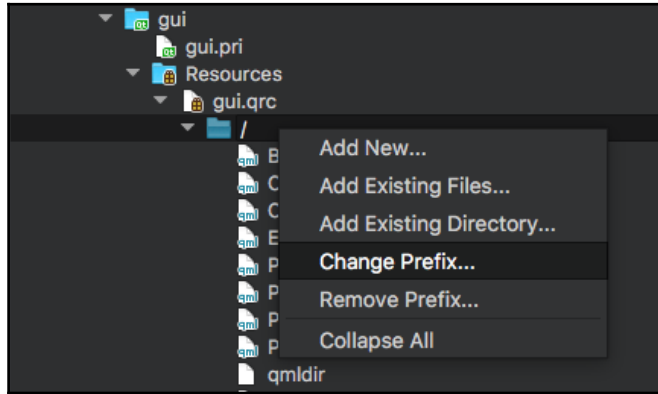 gui
gui.pri
Resources
gui.qrc
/
Add New...
Add Existing Files...
Add Existing Directory...
Change Prefix...
Remove Prefix...
Collapse All
B
C
C
E
P
P
P
P
qmldir